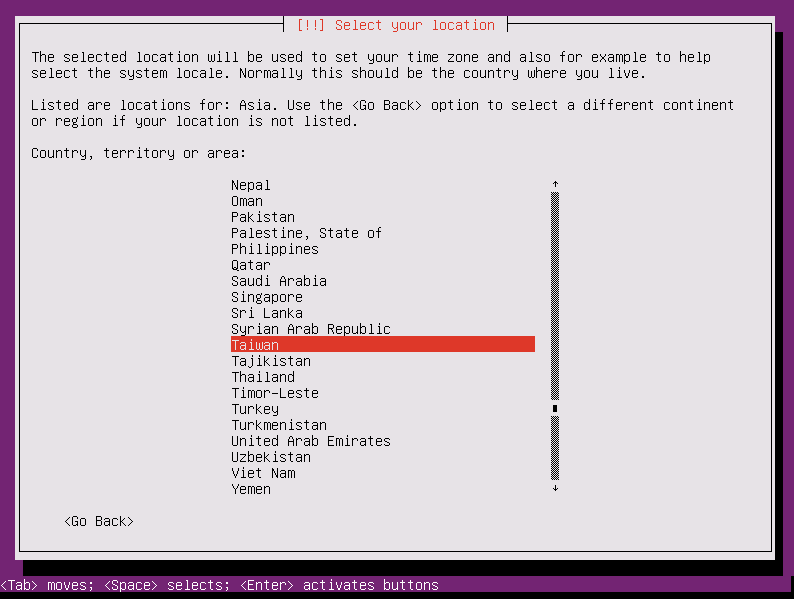 [!!] Select your location
The selected location will be used to set your time zone and also for example to help
select the system locale. Normally this should be the country where you live.
Listed are locations for: Asia. Use the <Go Back> option to select a different continent
or region if your location is not listed.
Country, territory or area:
Nepal
Oman
Pakistan
Palestine, State of
Philippines
Qatar
Saudi Arabia
Singapore
Sri Lanka
Syrian Arab Republic
Taiwan
Tajikistan
Thailand
Timor-Leste
Turkey
Turkmenistan
United Arab Emirates
Uzbekistan
Viet Nam
Yemen
<Go Back>
<Tab> moves; <Space> selects; <Enter> activates buttons